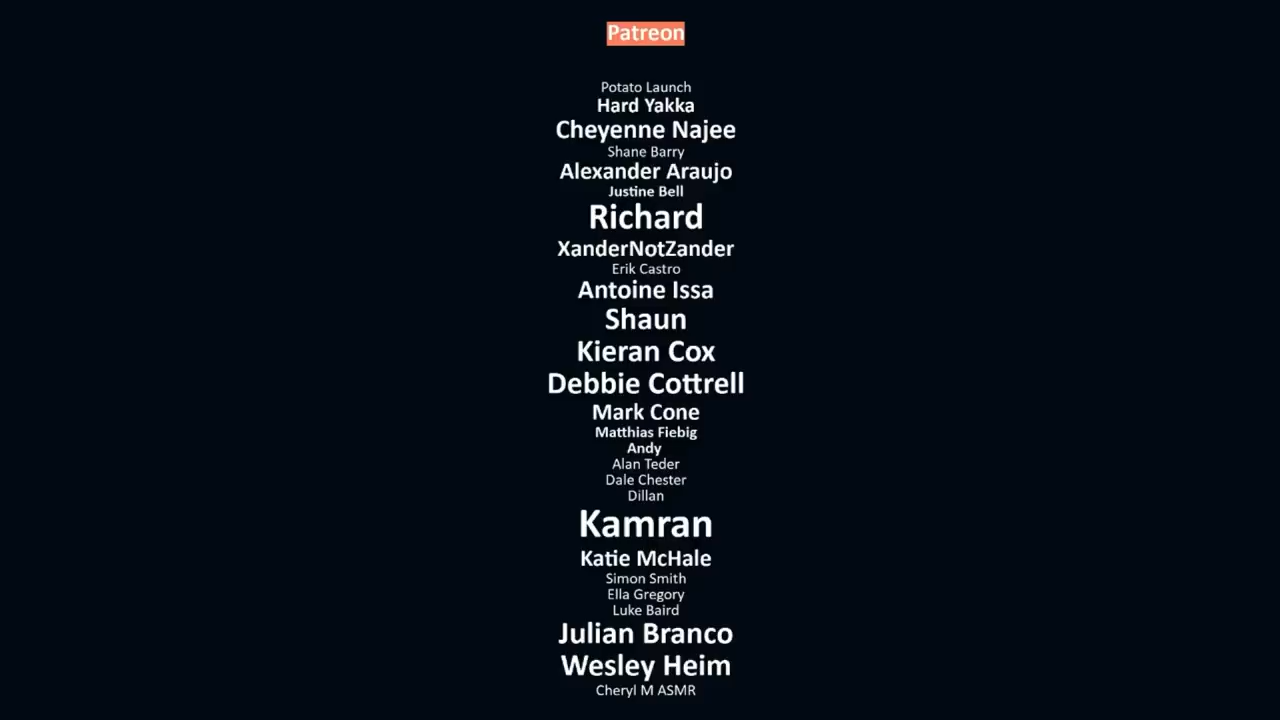 Patreon
Potato Launch
Hard Yakka
Cheyenne Najee
Shane Barry
Alexander Araujo
Justine Bell
Richard
XanderNotZander
Erik Castro
Antoine Issa
Shaun
Kieran Cox
Debbie Cottrell
Mark Cone
Matthias Fiebig
Andy
Alan Teder
Dale Chester
Dillan
Kamran
Katie McHale
Simon Smith
Ella Gregory
Luke Baird
Julian Branco
Wesley Heim
Cheryl M ASMR